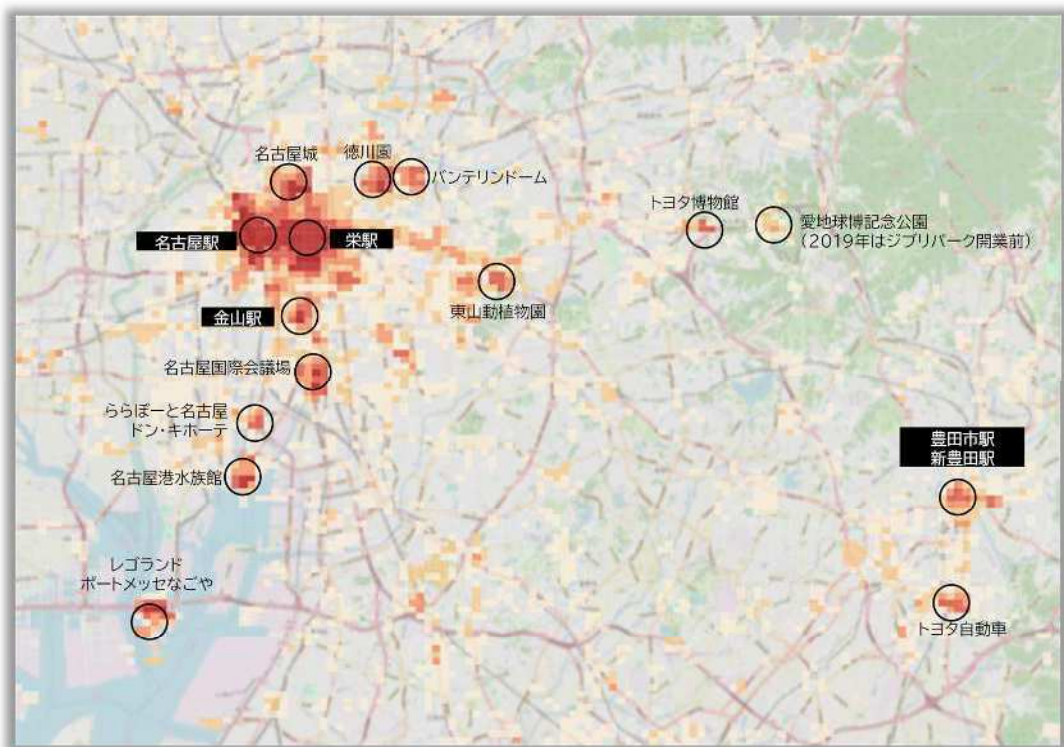 名古屋城
徳川園
バンテリンドーム
トヨタ博物館
愛地球博記念公園
(2019年はジブリパーク開業前)
名古屋駅
栄駅
東山動植物園
金山駅
名古屋国際会議場
ららぽーと名古屋
ドン・キホーテ
名古屋港水族館
豊田市駅
新豊田駅
レゴランド
ポートメッセなごや
トヨタ自動車